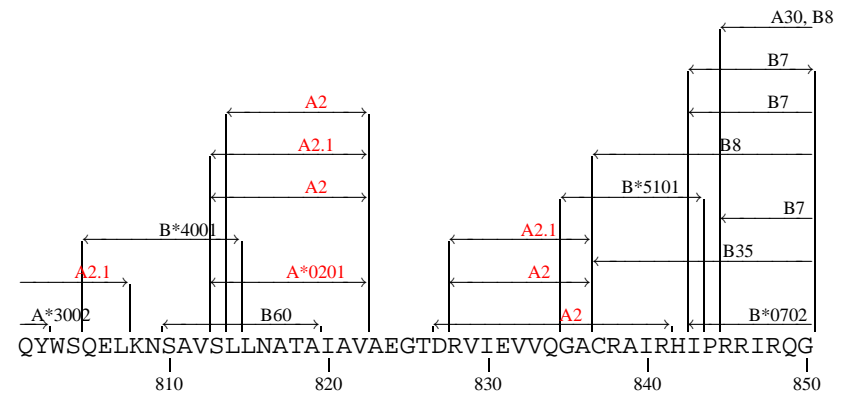 A30, B8
B7
A2 B7
A2.1 B8
A2 B*5101
B7
B*4001 A2.1
B35
A2.1 A*0201 A2
A*3002 B60 A2 B*0702
QYWSQELKNSAVSLLNATAIAVAEGTDRVIEVVQGACRAIRHIPRRIRQG
810 820 830 840 850